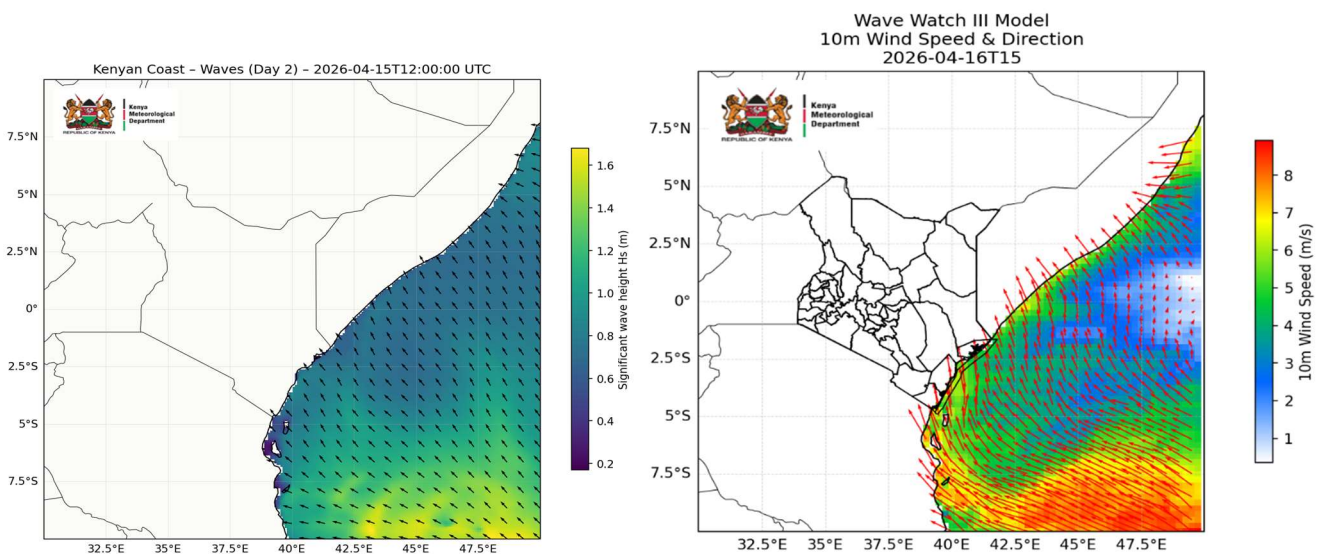 Kenyan Coast – Waves (Day 2) – 2026-04-15T12:00:00 UTC
Kenya
Meteorological
Department
REPUBLIC OF KENYA
7.5°N
5°N
2.5°N
0°
2.5°S
5°S
7.5°S
32.5°E 35°E 37.5°E 40°E 42.5°E 45°E 47.5°E
1.6
1.4
1.2
1.0
0.8
0.6
0.4
0.2
Significant wave height Hs (m)
Wave Watch III Model
10m Wind Speed & Direction
2026-04-16T15
Kenya
Meteorological
Department
REPUBLIC OF KENYA
7.5°N
5°N
2.5°N
0°
2.5°S
5°S
7.5°S
32.5°E 35°E 37.5°E 40°E 42.5°E 45°E 47.5°E
8
7
6
5
4
3
2
1
10m Wind Speed (m/s)